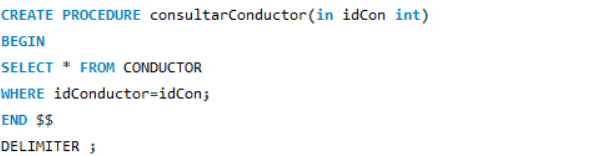 CREATE PROCEDURE consultarConductor(in idCon int)
BEGIN
SELECT * FROM CONDUCTOR
WHERE idConductor=idCon;
END $$
DELIMITER ;